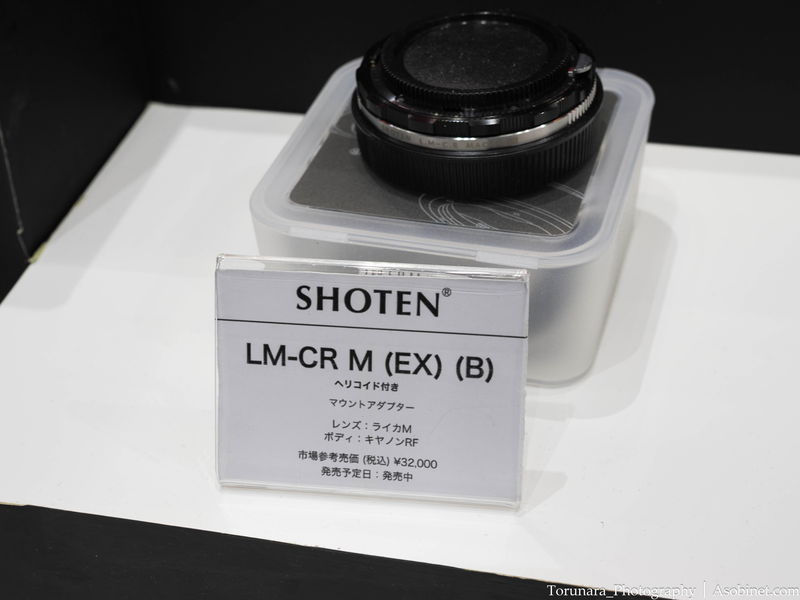 SHOTEN L.M-C.R MAC
SHOTEN®
LM-CR M (EX) (B)
ヘリコイド付き
マウントアダプター
レンズ：ライカM
ボディ：キヤノンRF
市場参考売価 (税込) ¥32,000
発売予定日：発売中
Torunara_Photography | Asobinet.com